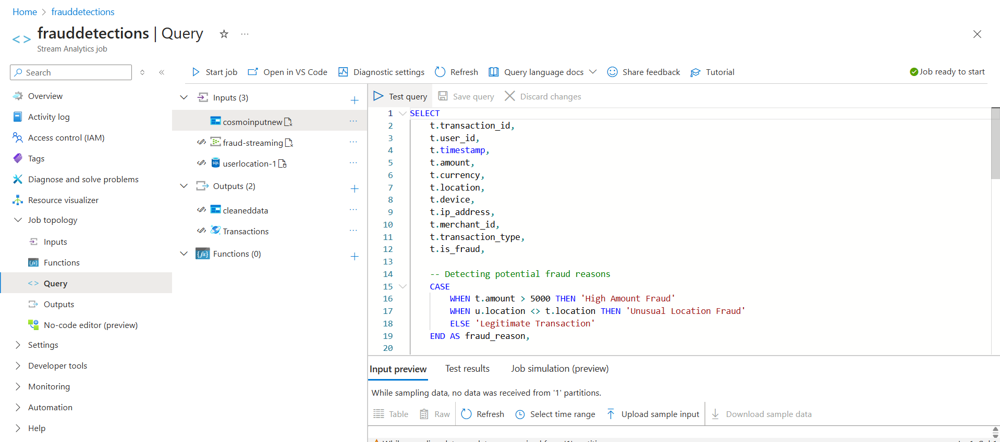 Home > frauddetections
frauddetections | Query
Stream Analytics job
Search
Overview
Activity log
Access control (IAM)
Tags
Diagnose and solve problems
Resource visualizer
Job topology
Inputs
Functions
Query
Outputs
No-code editor (preview)
Settings
Developer tools
Monitoring
Automation
Help
Start job Open in VS Code Diagnostic settings Refresh Query language docs Share feedback Tutorial Job ready to start
Inputs (3)
cosmoinputnew
fraud-streaming
userlocation-1
Outputs (2)
cleaneddata
Transactions
Functions (0)
Test query Save query Discard changes
1 SELECT
2 t.transaction_id,
3 t.user_id,
4 t.timestamp,
5 t.amount,
6 t.currency,
7 t.location,
8 t.device,
9 t.ip_address,
10 t.merchant_id,
11 t.transaction_type,
12 t.is_fraud,
13
14 -- Detecting potential fraud reasons
15 CASE
16 WHEN t.amount > 5000 THEN 'High Amount Fraud'
17 WHEN u.location <> t.location THEN 'Unusual Location Fraud'
18 ELSE 'Legitimate Transaction'
19 END AS fraud_reason,
20
Input preview Test results Job simulation (preview)
While sampling data, no data was received from '1' partitions.
Table Raw Refresh Select time range Upload sample input Download sample data